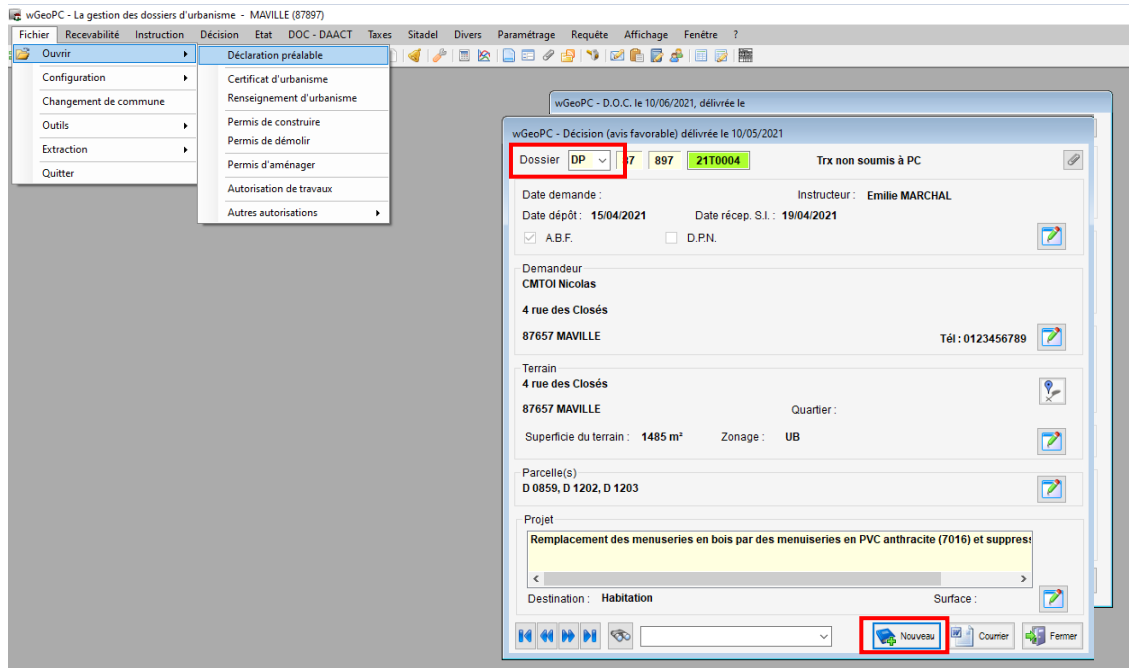 wGeoPC - La gestion des dossiers d'urbanisme - MAVILLE (87897)
Fichier Recevabilité Instruction Décision Etat DOC - DAACT Taxes Sitadel Divers Paramétrage Requête Affichage Fenêtre ?
Ouvrir
Configuration
Changement de commune
Outils
Extraction
Quitter
Déclaration préalable
Certificat d'urbanisme
Renseignement d'urbanisme
Permis de construire
Permis de démolir
Permis d'aménager
Autorisation de travaux
Autres autorisations
wGeoPC - D.O.C. le 10/06/2021, délivrée le
wGeoPC - Décision (avis favorable) délivrée le 10/05/2021
Dossier DP 87 897 21T0004 Trx non soumis à PC
Date demande : Instructeur : Emilie MARCHAL
Date dépôt : 15/04/2021 Date récep. S.I. : 19/04/2021
A.B.F. D.P.N.
Demandeur
CMTOI Nicolas
4 rue des Closés
87657 MAVILLE Tél : 0123456789
Terrain
4 rue des Closés
87657 MAVILLE Quartier :
Superficie du terrain : 1485 m² Zonage : UB
Parcelle(s)
D 0859, D 1202, D 1203
Projet
Remplacement des menuseries en bois par des menuiseries en PVC anthracite (7016) et suppres
Destination : Habitation Surface :
Nouveau Courrier Fermer